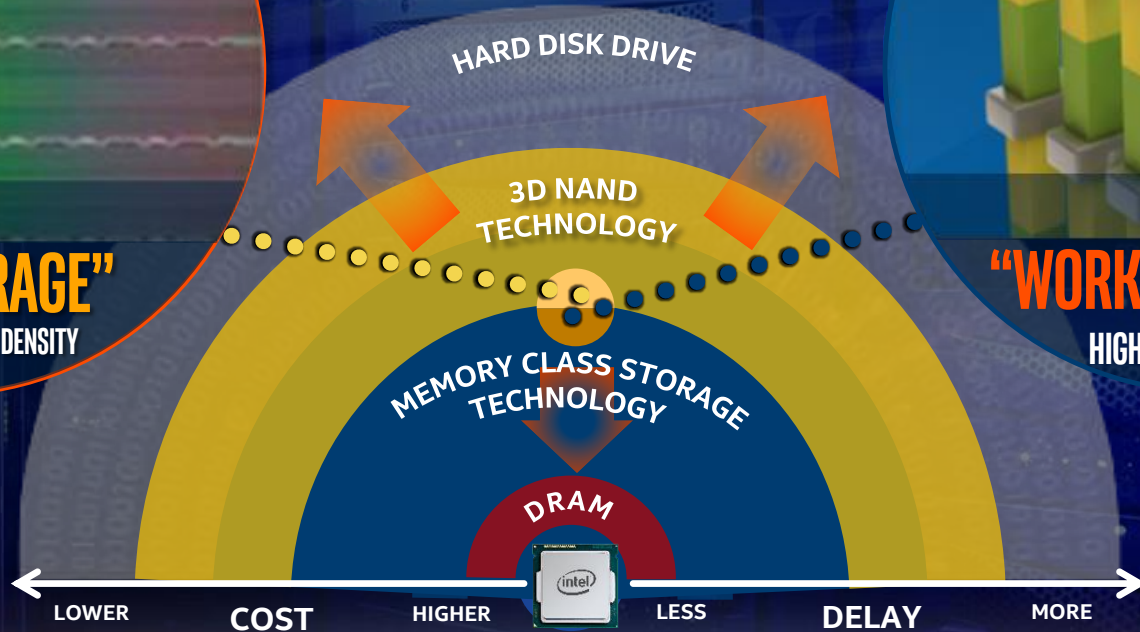 HARD DISK DRIVE
3D NAND
TECHNOLOGY
RAGE”
DENSITY
“WORK
HIGH
MEMORY CLASS STORAGE
TECHNOLOGY
DRAM
intel
LOWER COST HIGHER LESS DELAY MORE